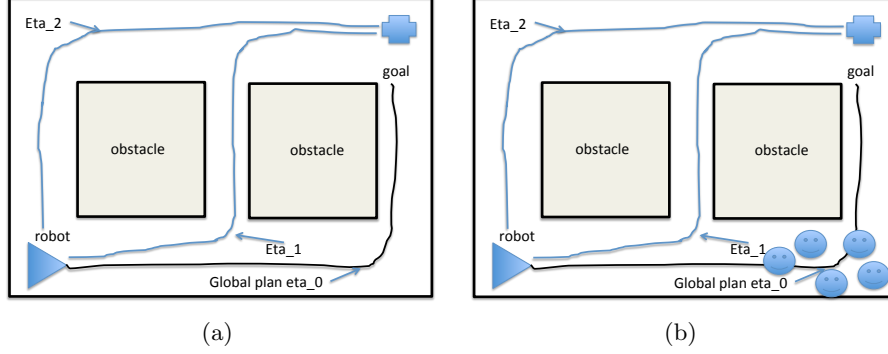 Eta_2
goal
obstacle
obstacle
robot
Eta_1
Global plan eta_0
(a)
Eta_2
goal
obstacle
obstacle
robot
Eta_1
Global plan eta_0
(b)